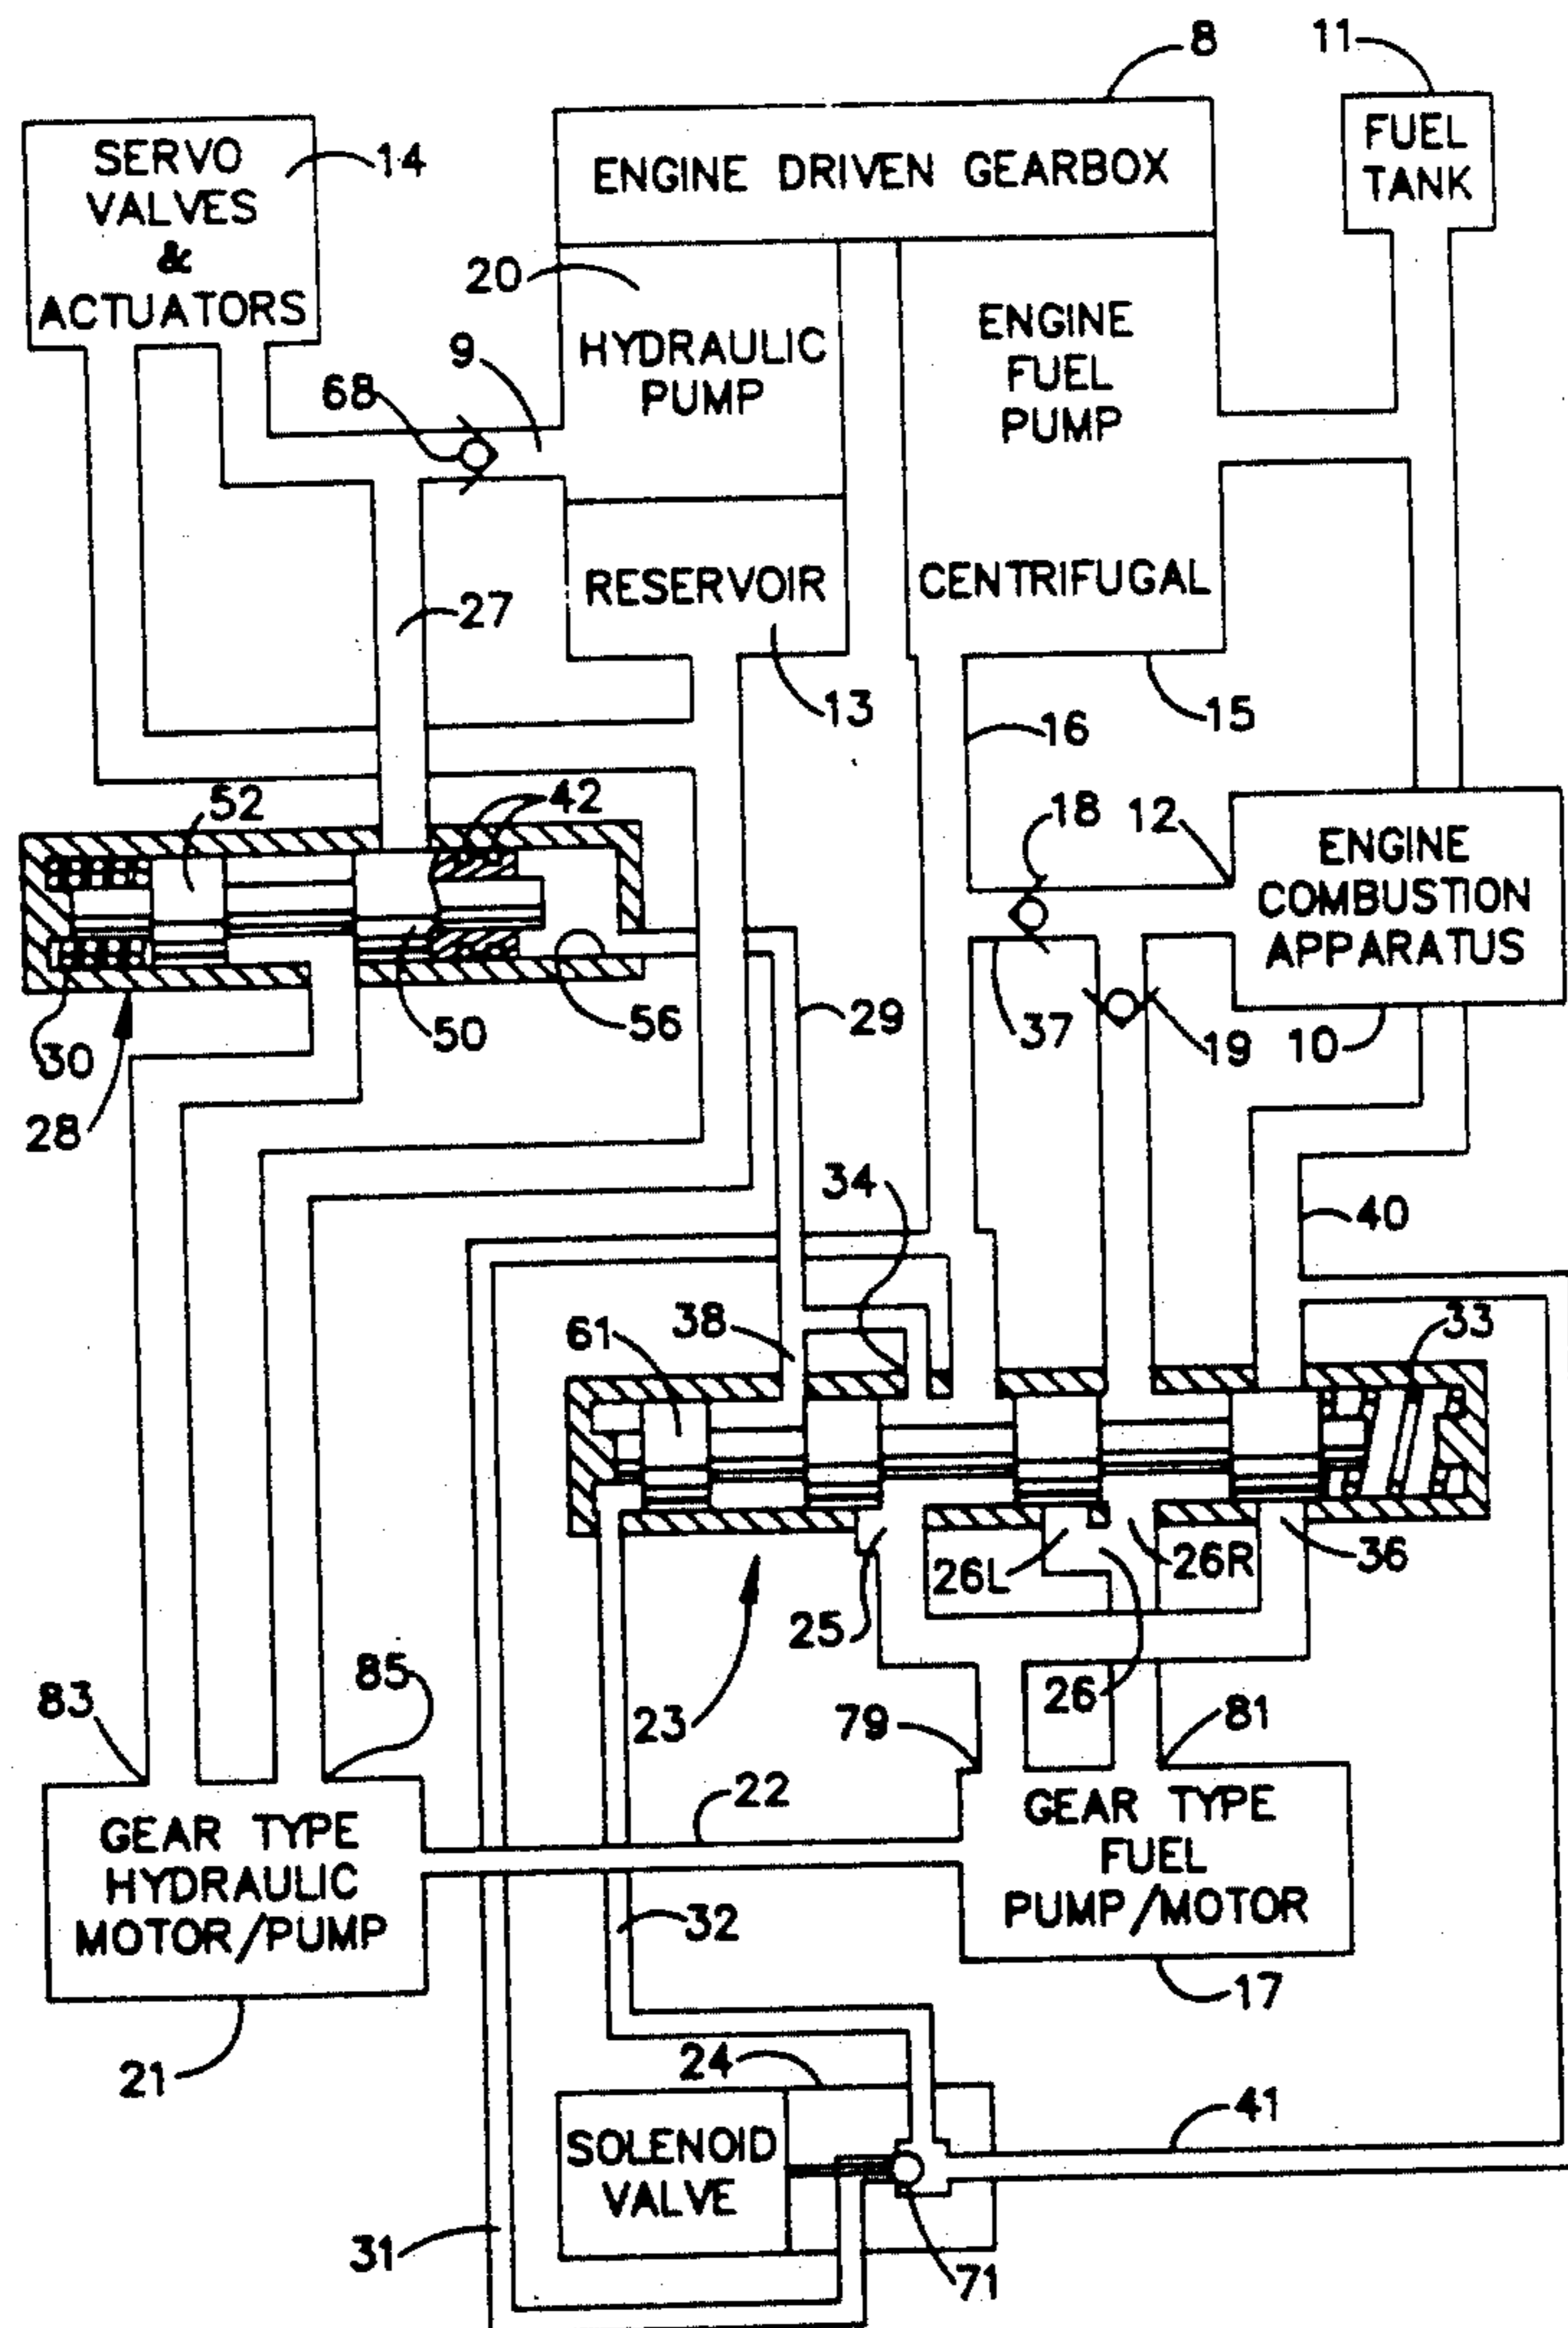 8
11
SERVO
VALVES
&
ACTUATORS
14
ENGINE DRIVEN GEARBOX
FUEL
TANK
20
HYDRAULIC
PUMP
ENGINE
FUEL
PUMP
9
68
27
RESERVOIR
CENTRIFUGAL
13
16
15
52
42
18
12
ENGINE
COMBUSTION
APPARATUS
30
50
56
29
37
19
10
28
34
40
61
38
33
25
26L
26R
36
23
26
83
85
79
81
22
GEAR TYPE
HYDRAULIC
MOTOR/PUMP
GEAR TYPE
FUEL
PUMP/MOTOR
32
17
21
24
SOLENOID
VALVE
41
31
71